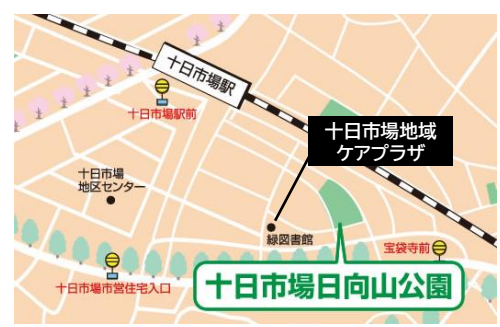 十日市場駅
十日市場駅前
十日市場地域
ケアプラザ
十日市場
地区センター
緑図書館
宝袋寺前
十日市場市営住宅入口
十日市場日向山公園